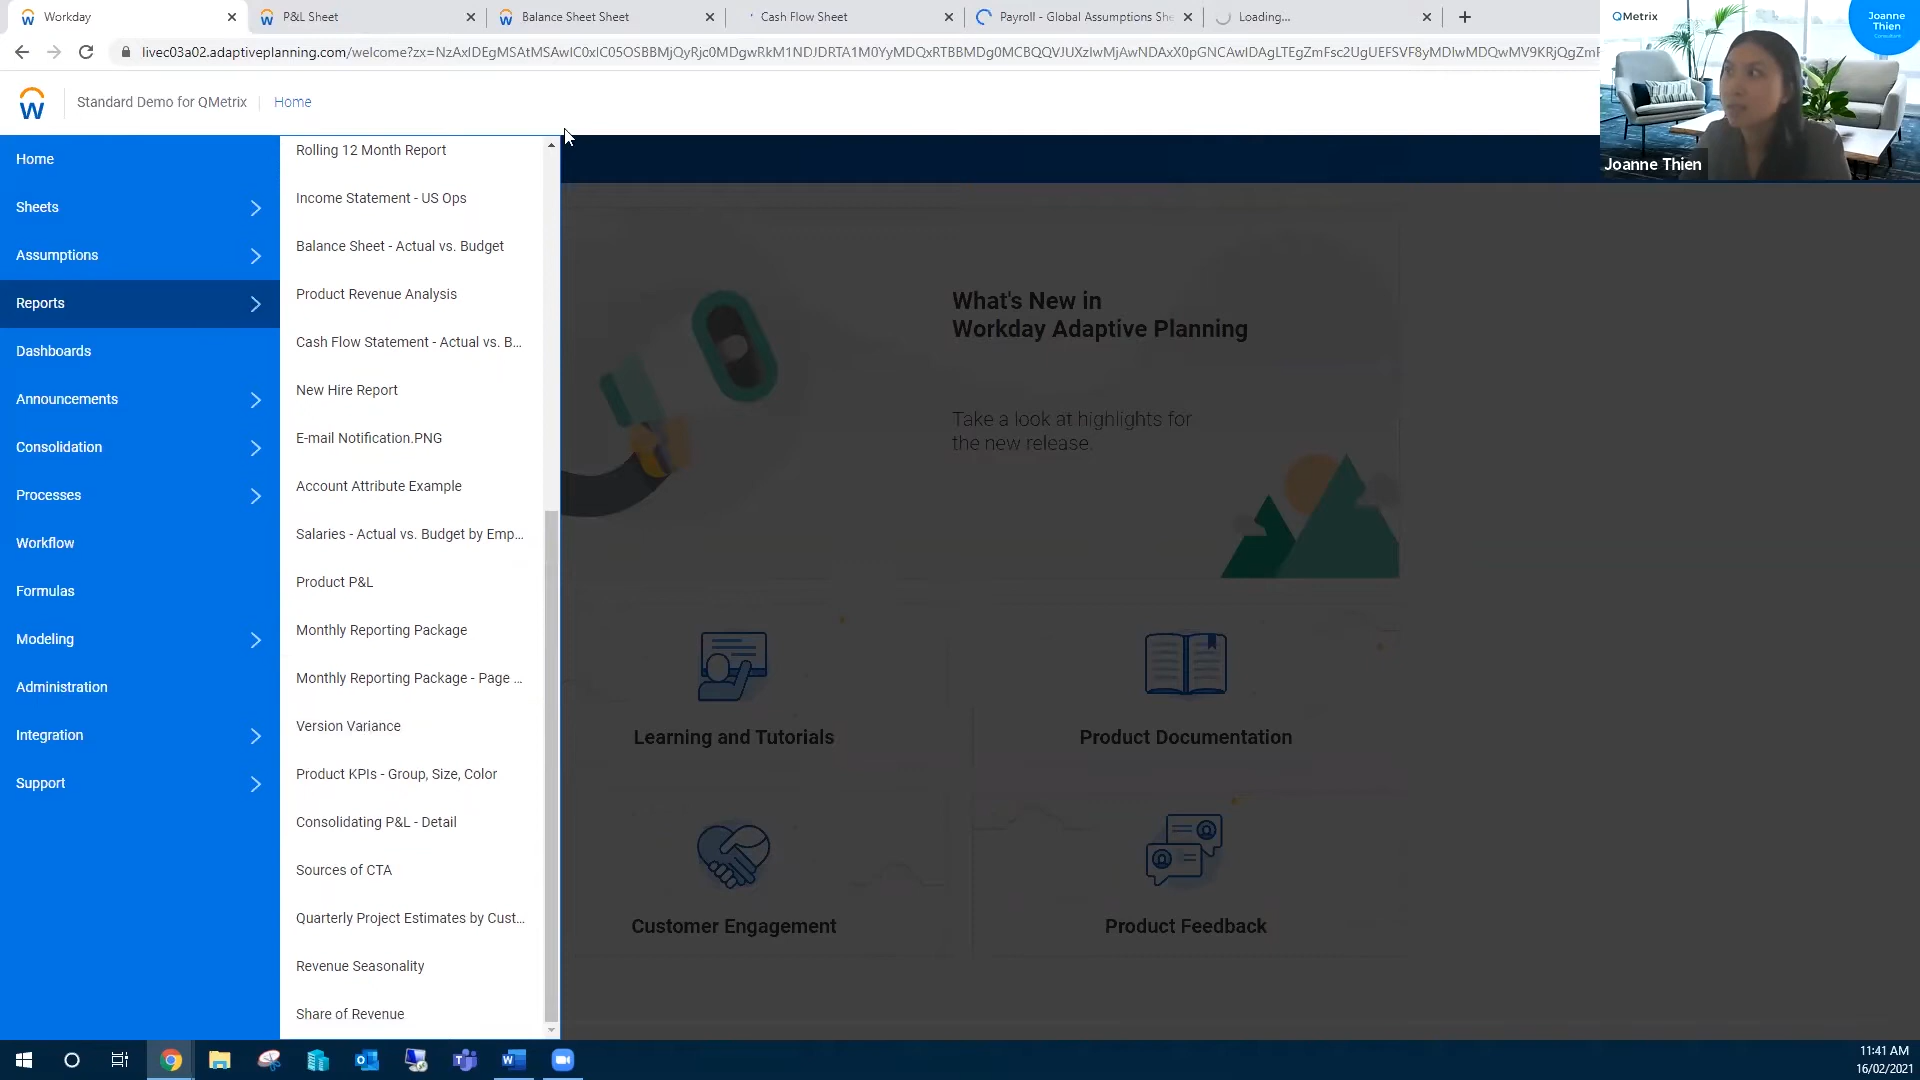 Workday
P&L Sheet
Balance Sheet Sheet
Cash Flow Sheet
Payroll - Global Assumptions She
Loading...
Standard Demo for QMetrix
Home
Home
Sheets
Assumptions
Reports
Dashboards
Announcements
Consolidation
Processes
Workflow
Formulas
Modeling
Administration
Integration
Support
Rolling 12 Month Report
Income Statement - US Ops
Balance Sheet - Actual vs. Budget
Product Revenue Analysis
Cash Flow Statement - Actual vs. B...
New Hire Report
E-mail Notification.PNG
Account Attribute Example
Salaries - Actual vs. Budget by Emp...
Product P&L
Monthly Reporting Package
Monthly Reporting Package - Page ...
Version Variance
Product KPIs - Group, Size, Color
Consolidating P&L - Detail
Sources of CTA
Quarterly Project Estimates by Cust...
Revenue Seasonality
Share of Revenue
What's New in
Workday Adaptive Planning
Take a look at highlights for
the new release.
Learning and Tutorials
Product Documentation
Customer Engagement
Product Feedback
QMetrix
Joanne
Thien
Consultant
Joanne Thien
11:41 AM
16/02/2021